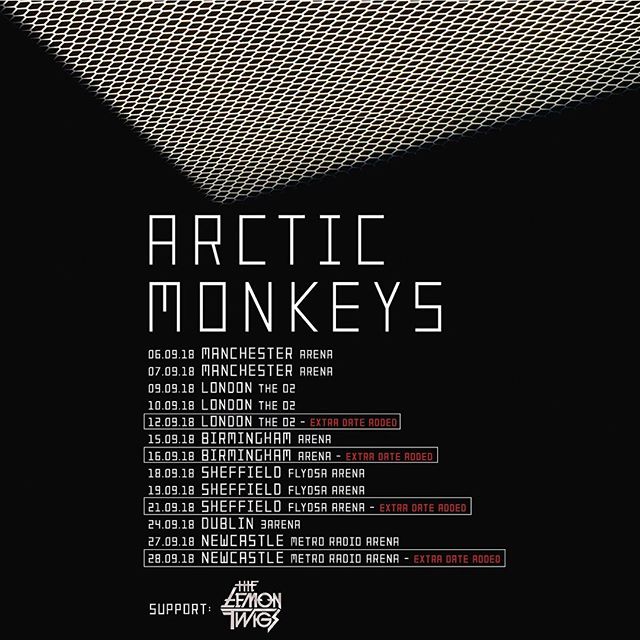 ARCTIC
MONKEYS
06.09.18 MANCHESTER ARENA
07.09.18 MANCHESTER ARENA
09.09.18 LONDON THE O2
10.09.18 LONDON THE O2
12.09.18 LONDON THE O2 - EXTRA DATE ADDED
15.09.18 BIRMINGHAM ARENA
16.09.18 BIRMINGHAM ARENA - EXTRA DATE ADDED
18.09.18 SHEFFIELD FLYDSA ARENA
19.09.18 SHEFFIELD FLYDSA ARENA
21.09.18 SHEFFIELD FLYDSA ARENA - EXTRA DATE ADDED
24.09.18 DUBLIN 3ARENA
27.09.18 NEWCASTLE METRO RADIO ARENA
28.09.18 NEWCASTLE METRO RADIO ARENA - EXTRA DATE ADDED
SUPPORT: THE LEMON TWIGS